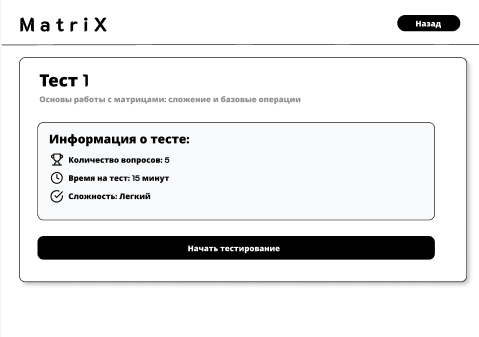 MatriX
Назад
Тест 1
Основы работы с матрицами: сложение и базовые операции
Информация о тесте:
Количество вопросов: 5
Время на тест: 15 минут
Сложность: Легкий
Начать тестирование